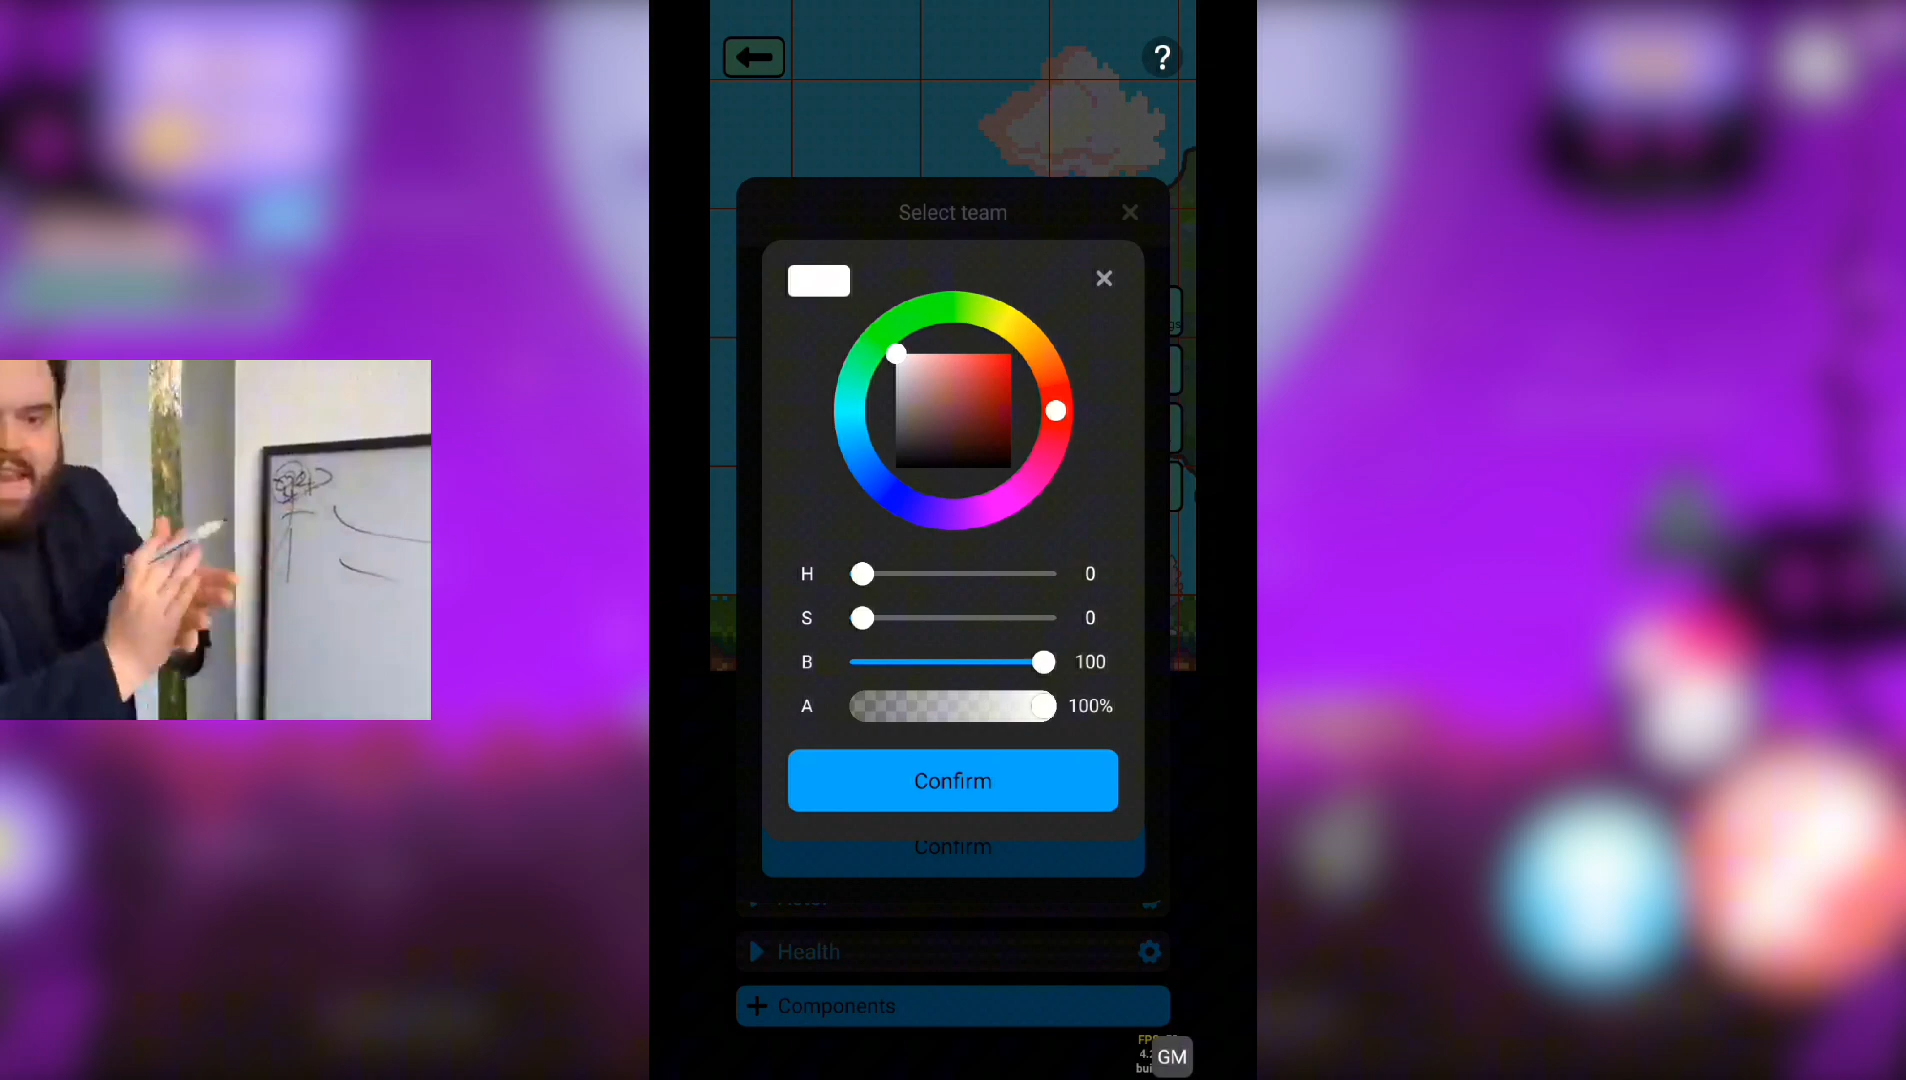 ?
Select team
H 0
S 0
B 100
A 100%
Confirm
Confirm
Health
Components
GM